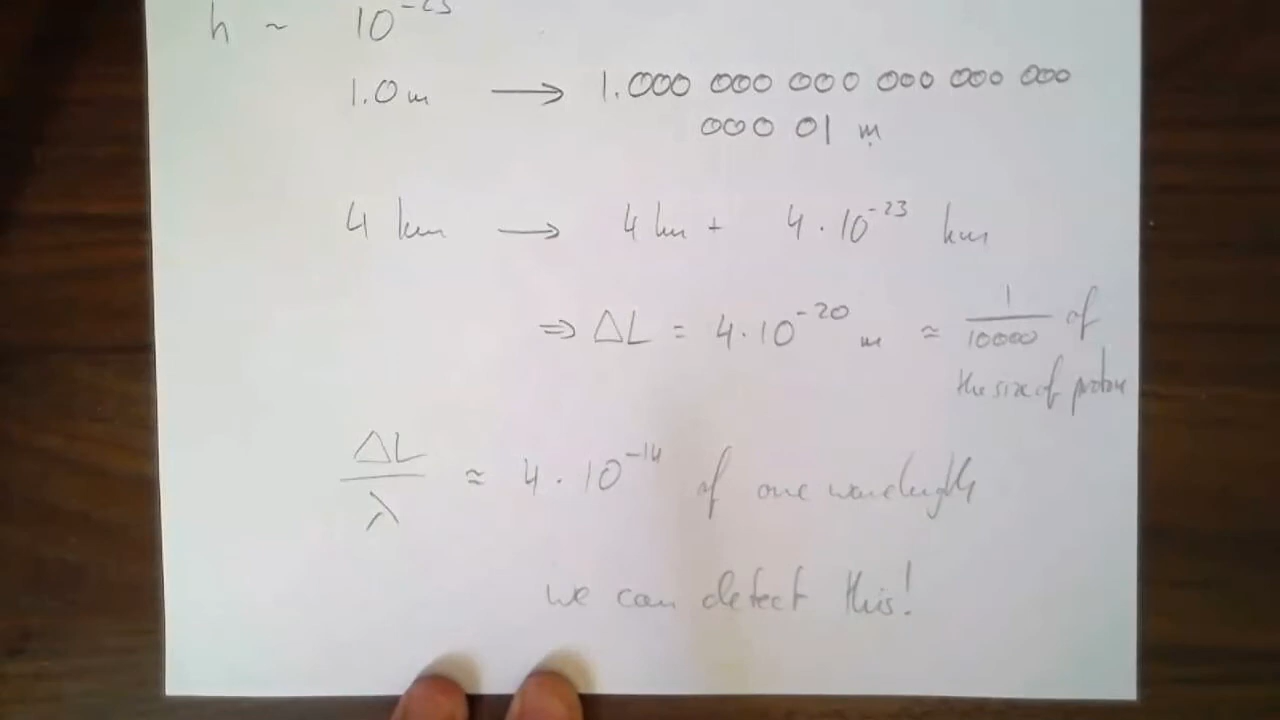 h ~ 10⁻²³
1.0 m → 1.000 000 000 000 000 000
000 01 m
4 km → 4 km + 4 · 10⁻²³ km
⇒ ΔL = 4 · 10⁻²⁰ m ≈ 1/10000 of
the size of proton
ΔL/λ ≈ 4 · 10⁻¹⁴ of one wavelength
we can detect this!